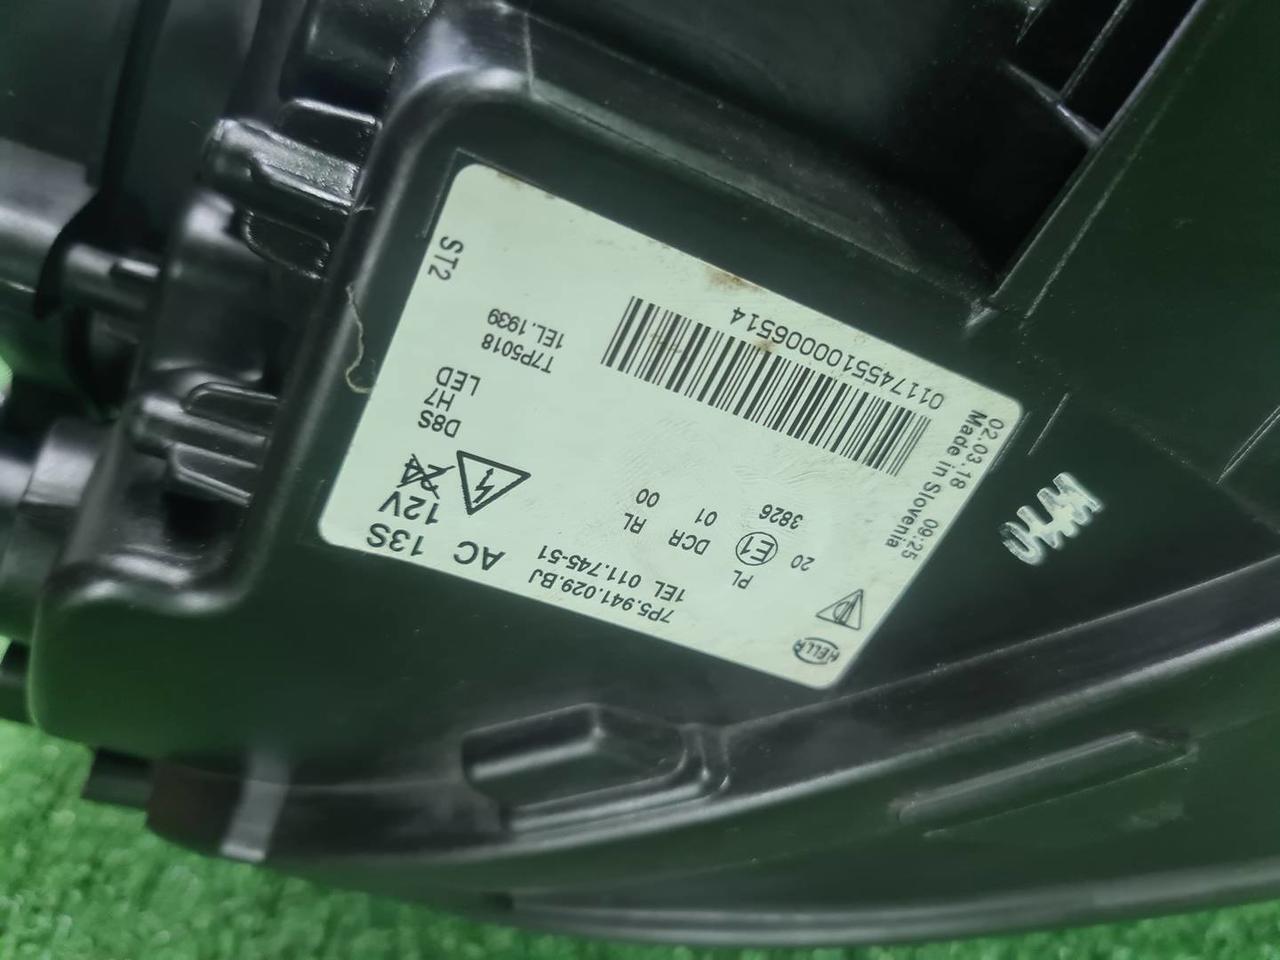 HELLA
7P5.941.029.BJ
1EL 011.745-51
AC 13S
12V
24
PL
20 E1 DCR RL
3826 01 00
D8S
H7
LED
T7P5018
1EL.1939
ST2
02.03.18 09:25
Made in Slovenia
01174551000006514